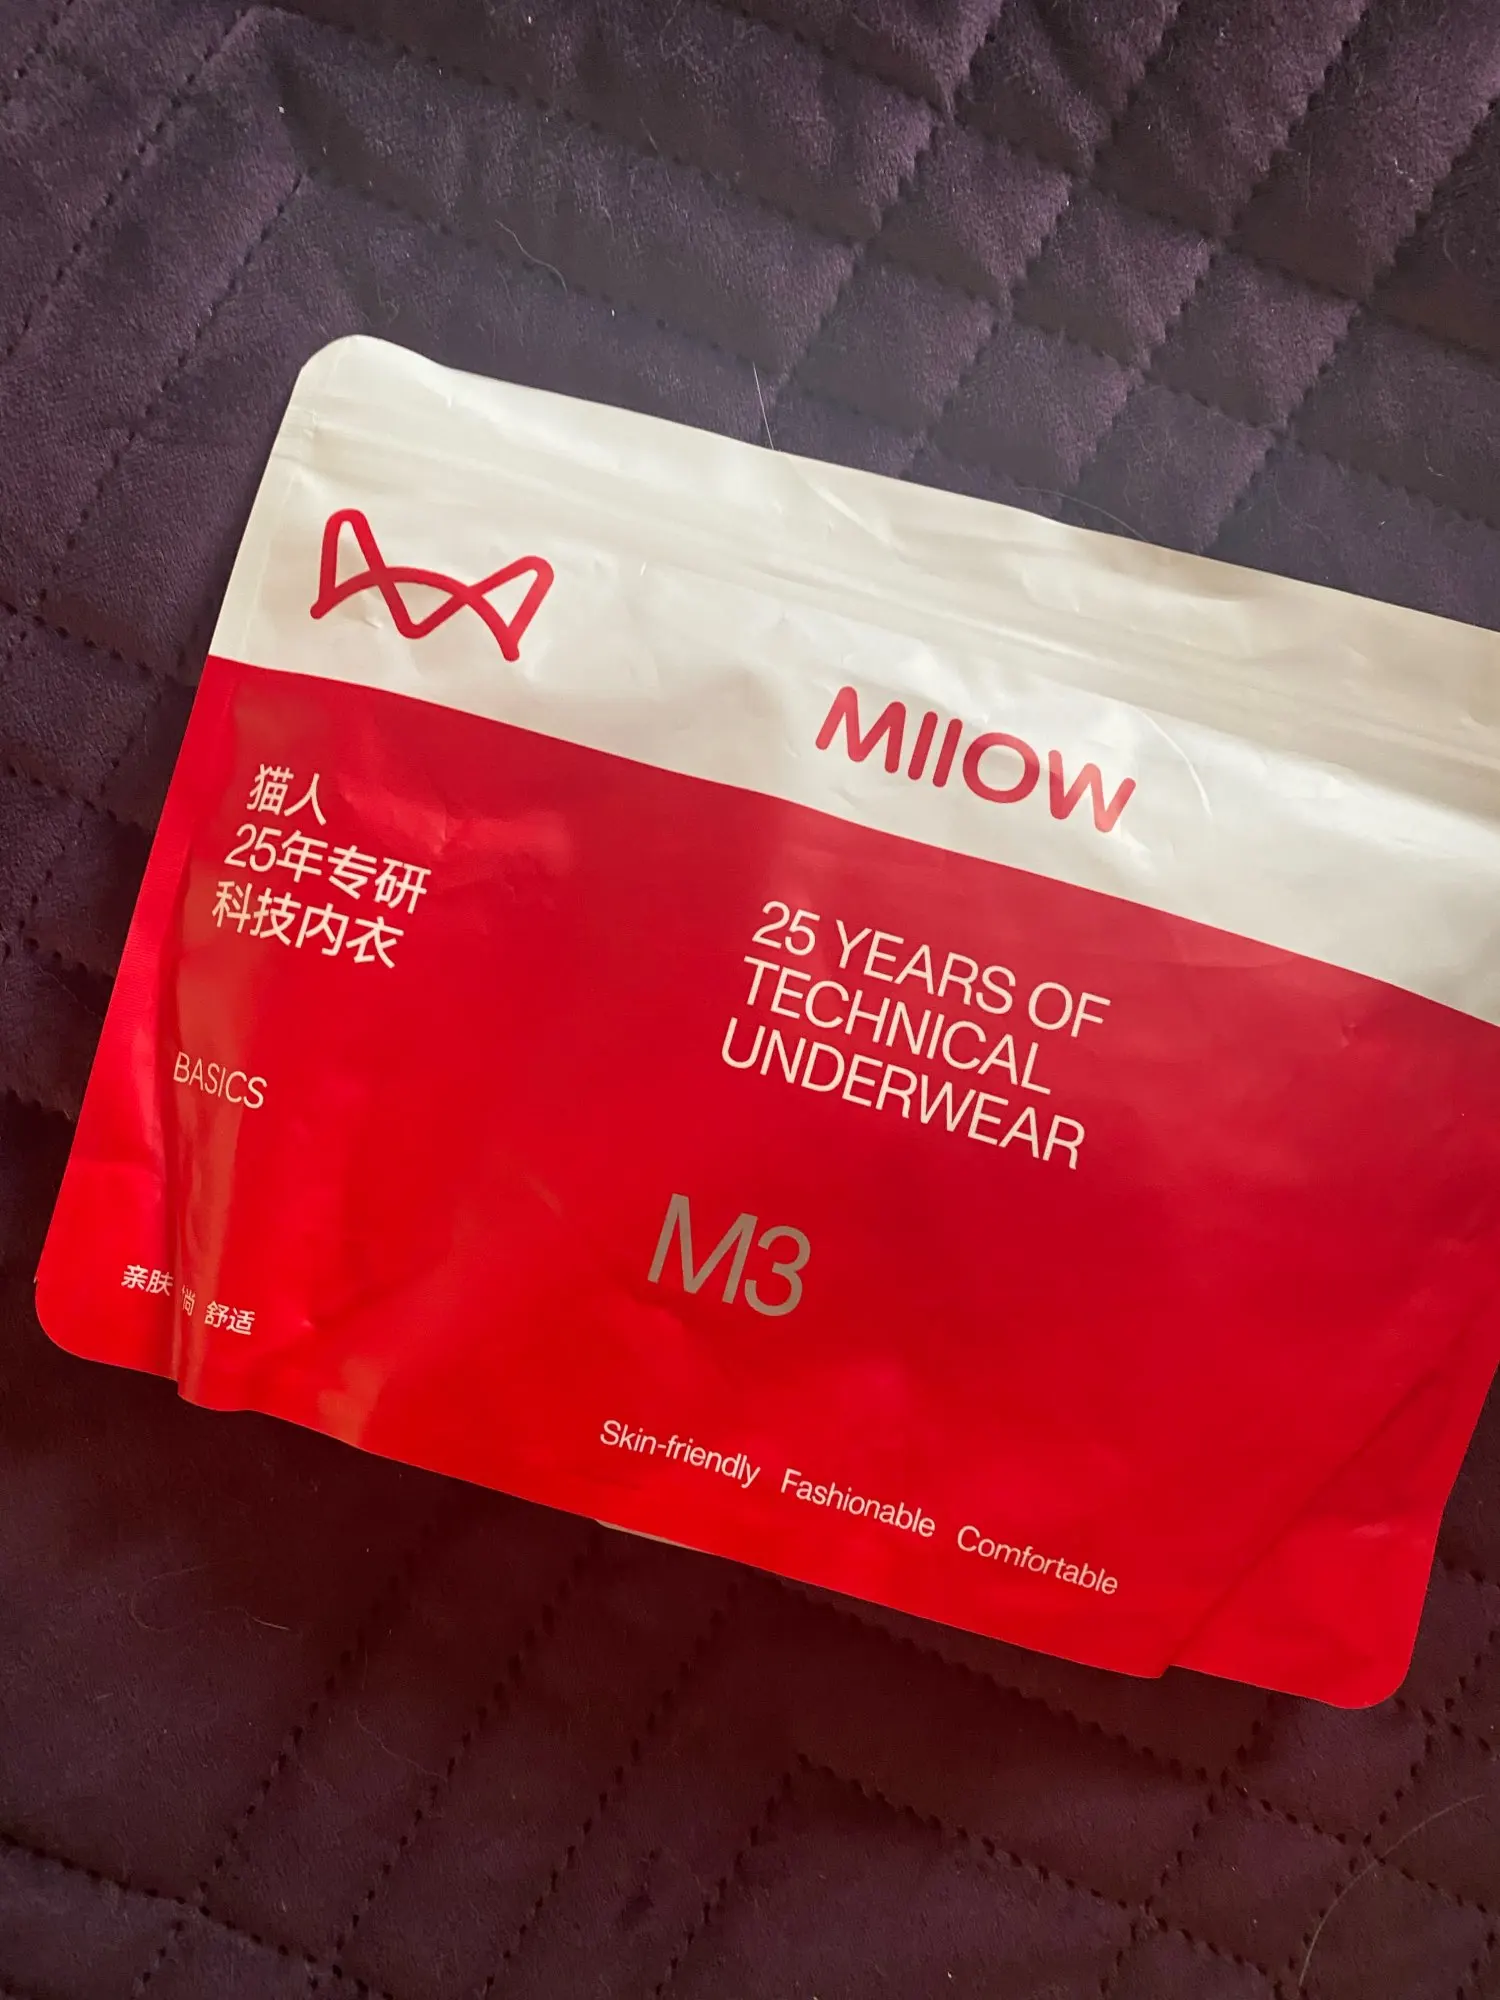 MIIOW
猫人
25年专研
科技内衣
25 YEARS OF
TECHNICAL
UNDERWEAR
BASICS
M3
亲肤 尚 舒适
Skin-friendly Fashionable Comfortable